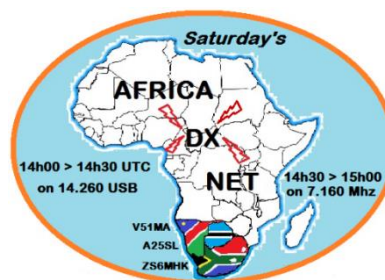 Saturday's
AFRICA
DX
NET
14h00 > 14h30 UTC
on 14.260 USB
14h30 > 15h00
on 7.160 Mhz
V51MA
A25SL
ZS6MHK